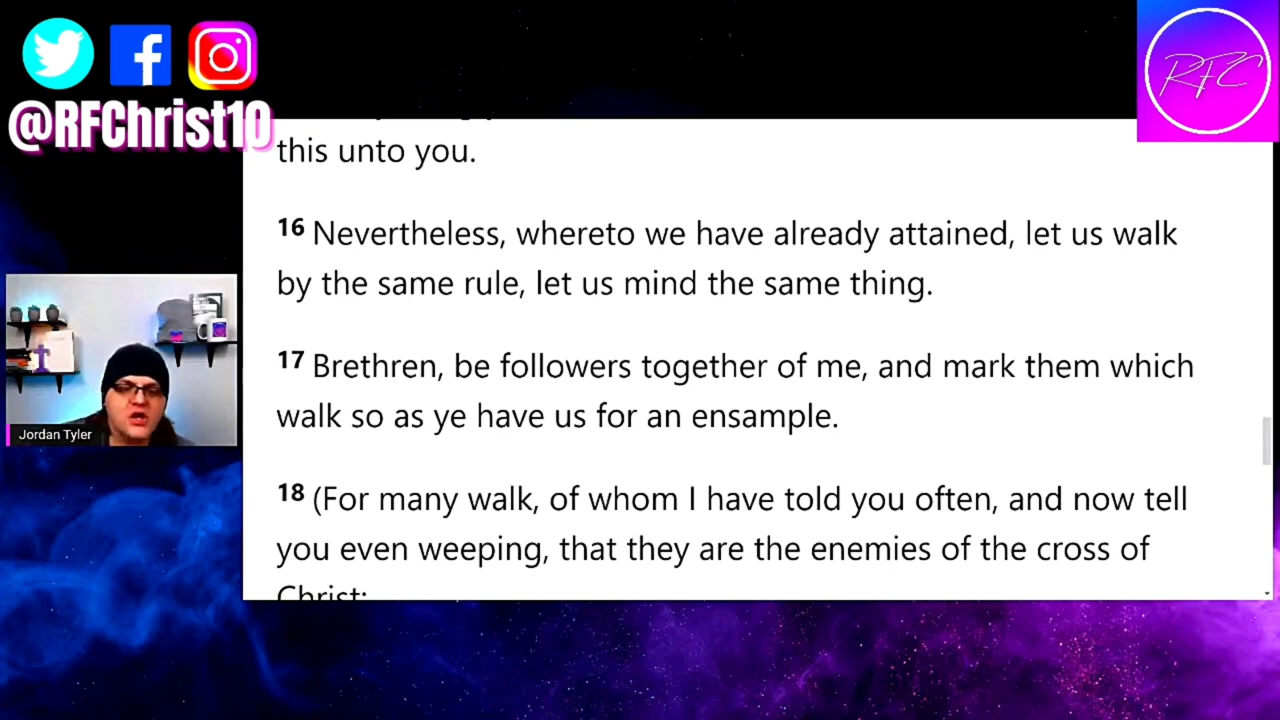 @RFChrist10
RFC
this unto you.
16 Nevertheless, whereto we have already attained, let us walk
by the same rule, let us mind the same thing.
17 Brethren, be followers together of me, and mark them which
walk so as ye have us for an ensample.
18 (For many walk, of whom I have told you often, and now tell
you even weeping, that they are the enemies of the cross of
Christ:
Jordan Tyler